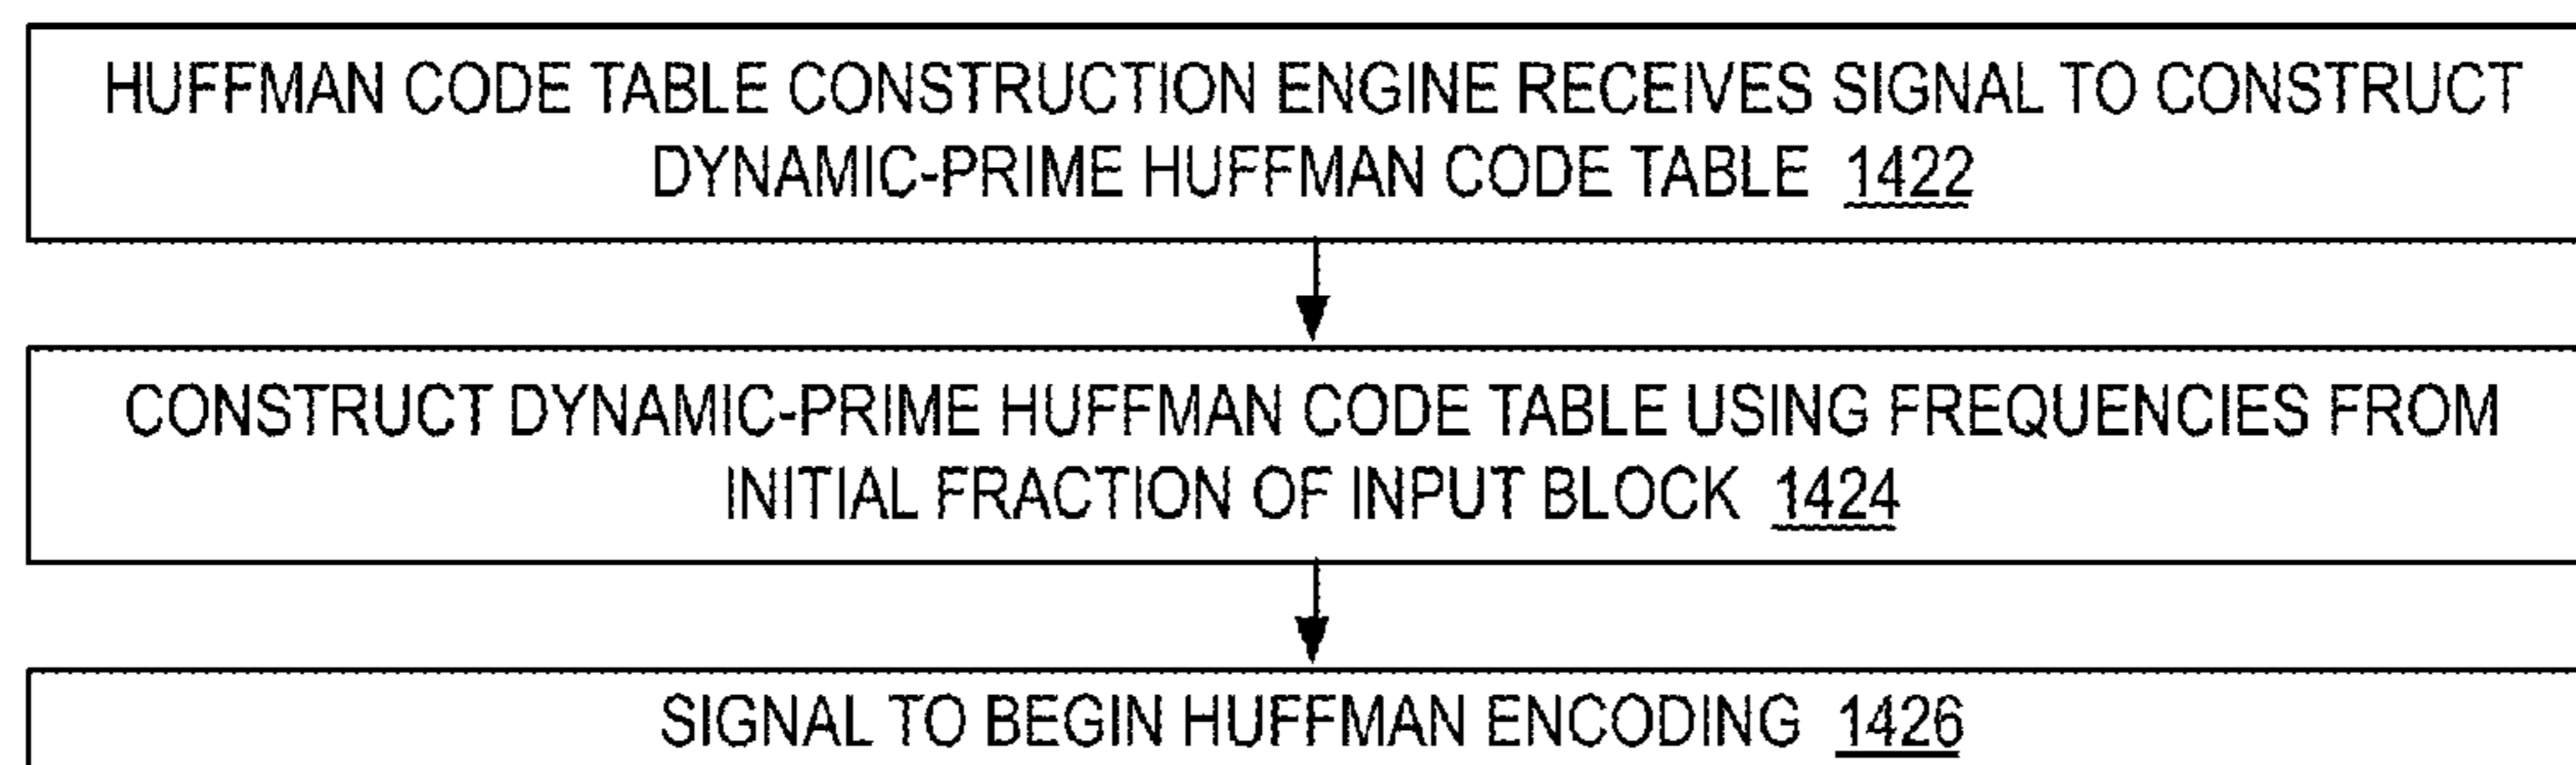 HUFFMAN CODE TABLE CONSTRUCTION ENGINE RECEIVES SIGNAL TO CONSTRUCT
DYNAMIC-PRIME HUFFMAN CODE TABLE 1422
CONSTRUCT DYNAMIC-PRIME HUFFMAN CODE TABLE USING FREQUENCIES FROM
INITIAL FRACTION OF INPUT BLOCK 1424
SIGNAL TO BEGIN HUFFMAN ENCODING 1426